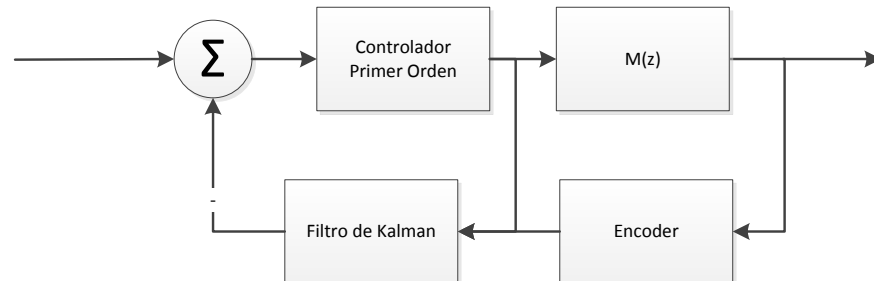 Σ
Controlador
Primer Orden
M(z)
-
Filtro de Kalman
Encoder